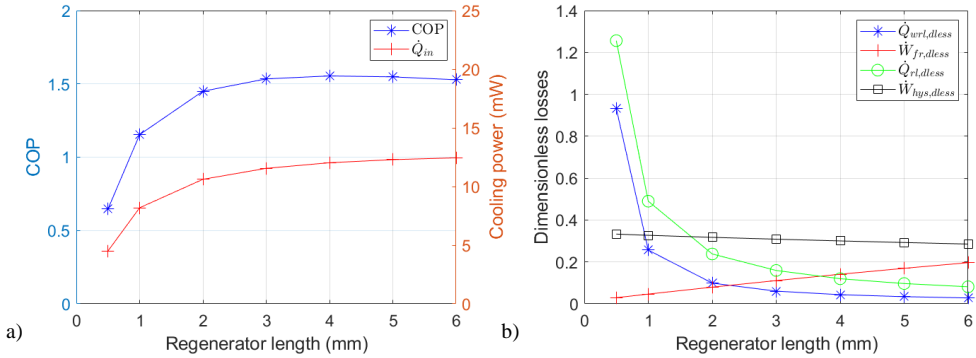 2
1.5
1
0.5
0
COP
25
20
15
10
5
0
Cooling power (mW)
COP
Q̇in
0 1 2 3 4 5 6
Regenerator length (mm)
a)
1.4
1.2
1
0.8
0.6
0.4
0.2
0
Dimensionless losses
Q̇wrl,dless
Ẇfr,dless
Q̇rl,dless
Ẇhys,dless
0 1 2 3 4 5 6
Regenerator length (mm)
b)